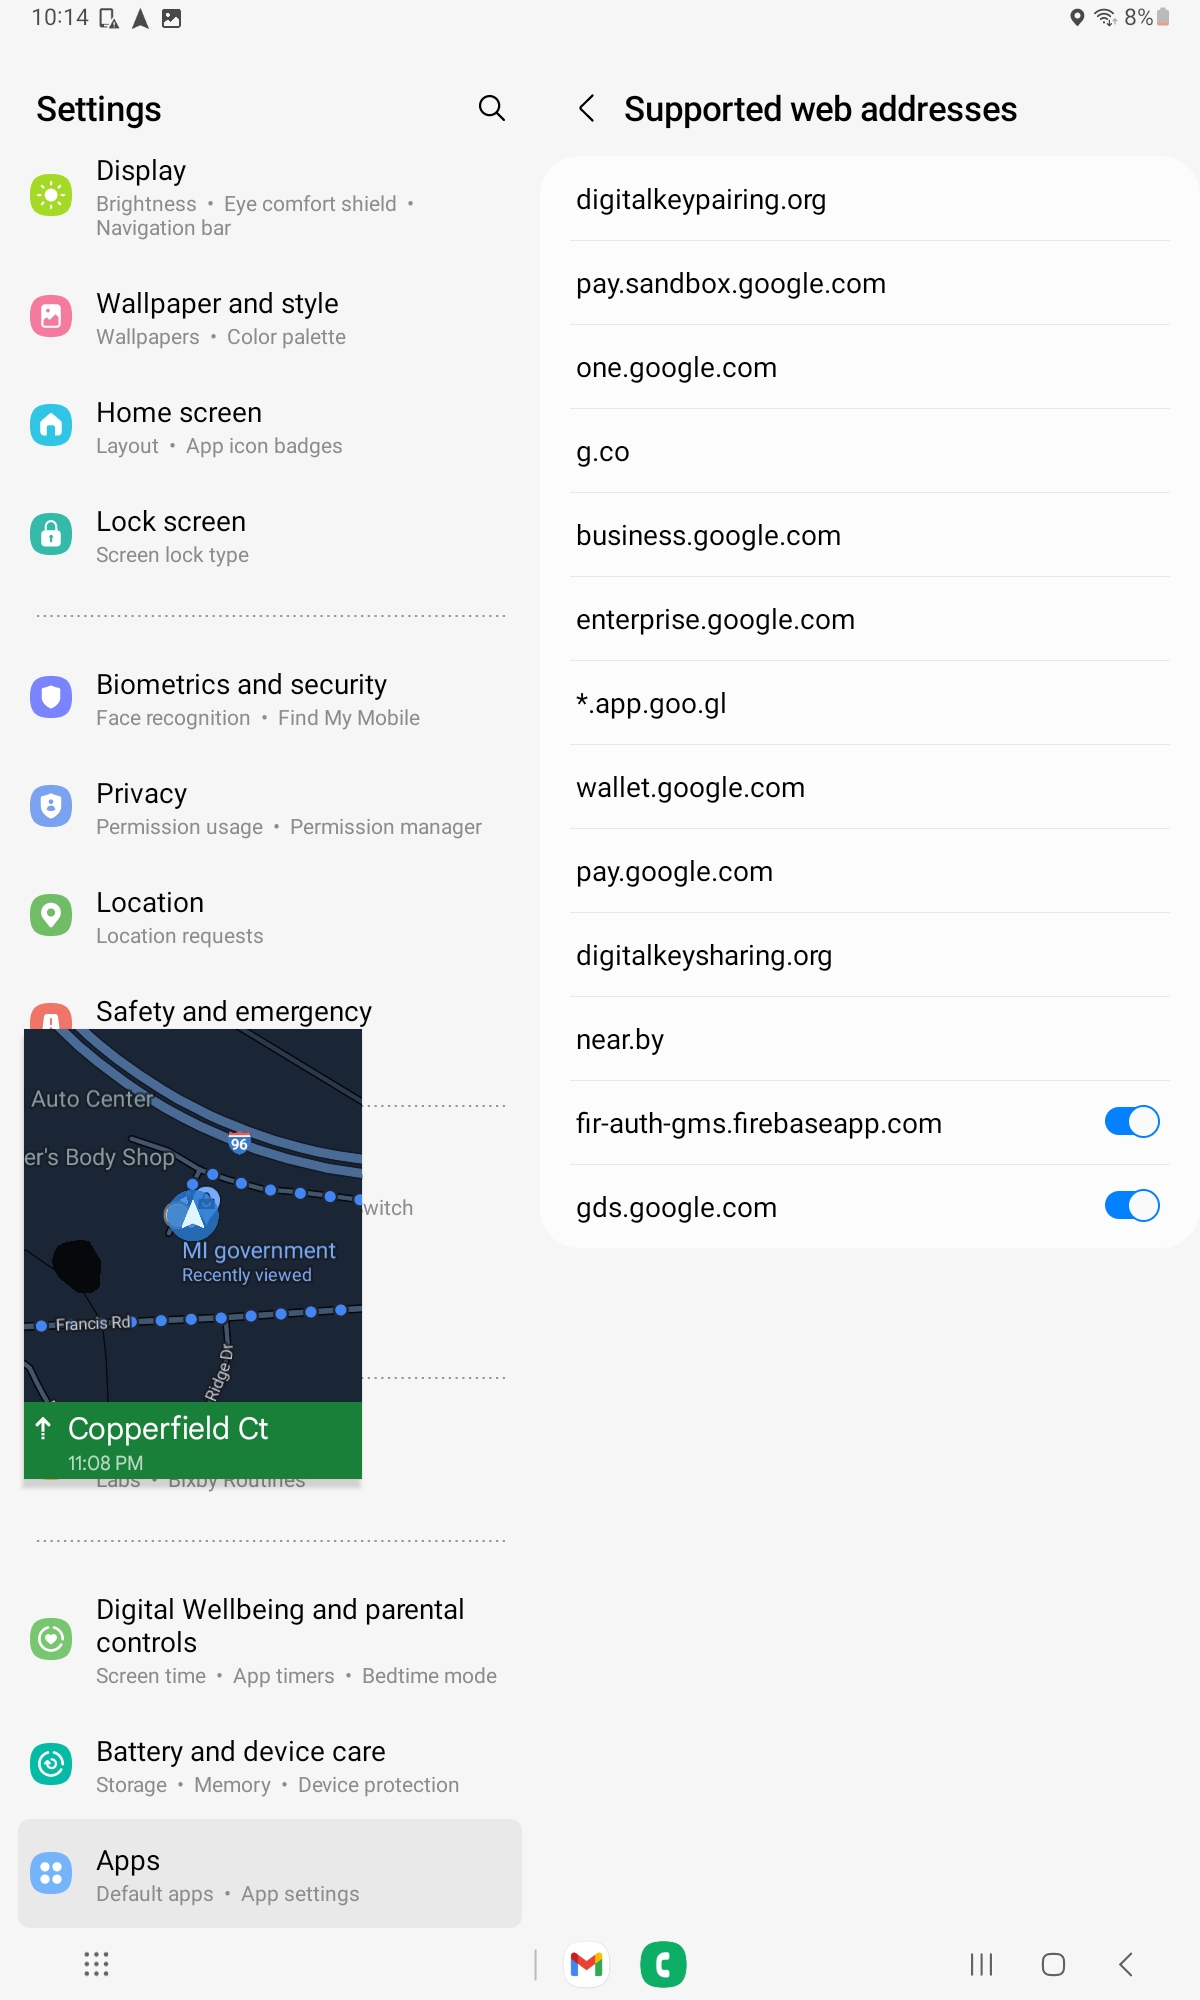 10:14
8%
Settings
Display
Brightness • Eye comfort shield •
Navigation bar
Wallpaper and style
Wallpapers • Color palette
Home screen
Layout • App icon badges
Lock screen
Screen lock type
Biometrics and security
Face recognition • Find My Mobile
Privacy
Permission usage • Permission manager
Location
Location requests
Safety and emergency
Auto Center
96
er's Body Shop
witch
MI government
Recently viewed
Francis Rd
Ridge Dr
Copperfield Ct
11:08 PM
Labs • Bixby Routines
Digital Wellbeing and parental
controls
Screen time • App timers • Bedtime mode
Battery and device care
Storage • Memory • Device protection
Apps
Default apps • App settings
Supported web addresses
digitalkeypairing.org
pay.sandbox.google.com
one.google.com
g.co
business.google.com
enterprise.google.com
*.app.goo.gl
wallet.google.com
pay.google.com
digitalkeysharing.org
near.by
fir-auth-gms.firebaseapp.com
gds.google.com